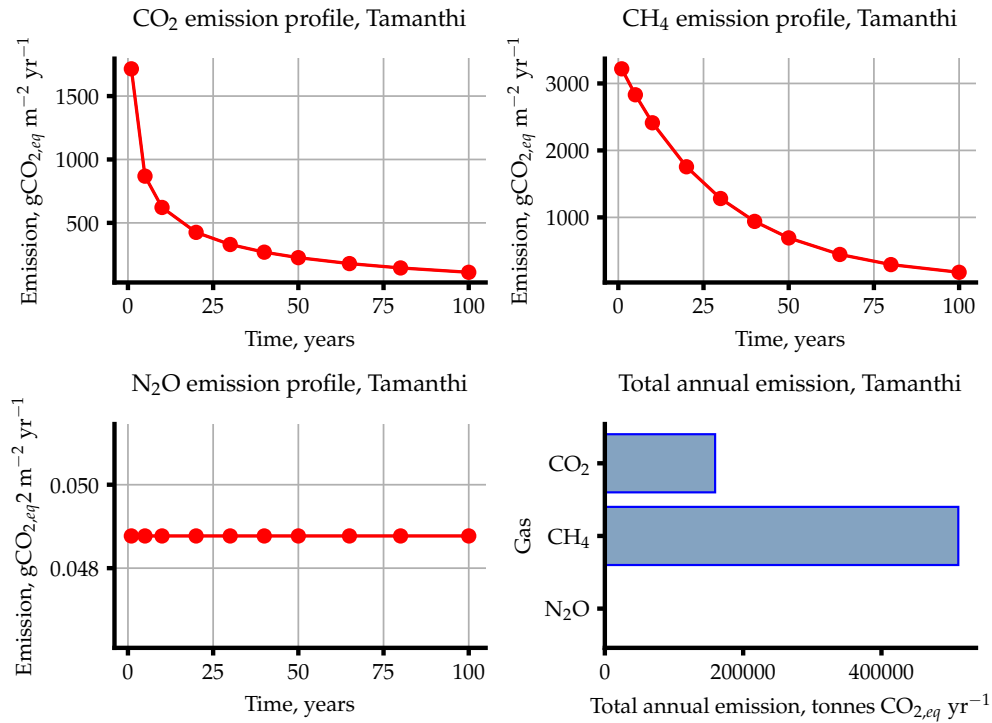 CO₂ emission profile, Tamanthi
Emission, gCO₂,eq m⁻² yr⁻¹
1500
1000
500
0 25 50 75 100
Time, years
CH₄ emission profile, Tamanthi
Emission, gCO₂,eq m⁻² yr⁻¹
3000
2000
1000
0 25 50 75 100
Time, years
N₂O emission profile, Tamanthi
Emission, gCO₂,eq2 m⁻² yr⁻¹
0.050
0.048
0 25 50 75 100
Time, years
Total annual emission, Tamanthi
Gas
CO₂
CH₄
N₂O
0 200000 400000
Total annual emission, tonnes CO₂,eq yr⁻¹